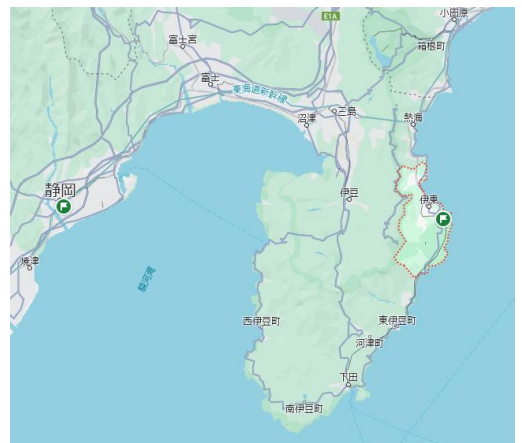 小田原
E1A
箱根町
富士宮
富士
東海道新幹線
三島
沼津
熱海
静岡
伊豆
伊東
焼津
駿河湾
西伊豆町
東伊豆町
河津町
下田
南伊豆町